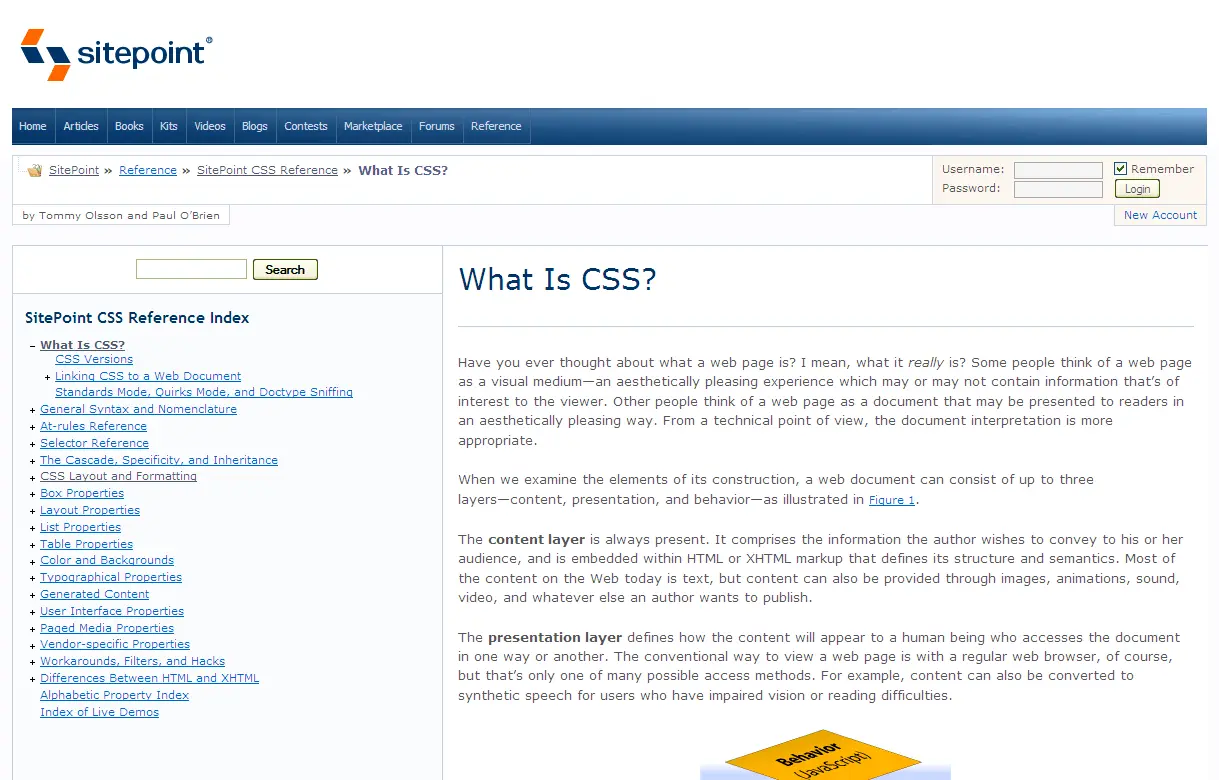 sitepoint®
Home Articles Books Kits Videos Blogs Contests Marketplace Forums Reference
SitePoint » Reference » SitePoint CSS Reference » What Is CSS?
Username:
Remember
Password:
Login
by Tommy Olsson and Paul O’Brien
New Account
Search
SitePoint CSS Reference Index
– What Is CSS?
CSS Versions
+ Linking CSS to a Web Document
Standards Mode, Quirks Mode, and Doctype Sniffing
+ General Syntax and Nomenclature
+ At-rules Reference
+ Selector Reference
+ The Cascade, Specificity, and Inheritance
+ CSS Layout and Formatting
+ Box Properties
+ Layout Properties
+ List Properties
+ Table Properties
+ Color and Backgrounds
+ Typographical Properties
+ Generated Content
+ User Interface Properties
+ Paged Media Properties
+ Vendor-specific Properties
+ Workarounds, Filters, and Hacks
+ Differences Between HTML and XHTML
Alphabetic Property Index
Index of Live Demos
What Is CSS?
Have you ever thought about what a web page is? I mean, what it really is? Some people think of a web page
as a visual medium—an aesthetically pleasing experience which may or may not contain information that’s of
interest to the viewer. Other people think of a web page as a document that may be presented to readers in
an aesthetically pleasing way. From a technical point of view, the document interpretation is more
appropriate.
When we examine the elements of its construction, a web document can consist of up to three
layers—content, presentation, and behavior—as illustrated in Figure 1.
The content layer is always present. It comprises the information the author wishes to convey to his or her
audience, and is embedded within HTML or XHTML markup that defines its structure and semantics. Most of
the content on the Web today is text, but content can also be provided through images, animations, sound,
video, and whatever else an author wants to publish.
The presentation layer defines how the content will appear to a human being who accesses the document
in one way or another. The conventional way to view a web page is with a regular web browser, of course,
but that’s only one of many possible access methods. For example, content can also be converted to
synthetic speech for users who have impaired vision or reading difficulties.
Behavior
(JavaScript)